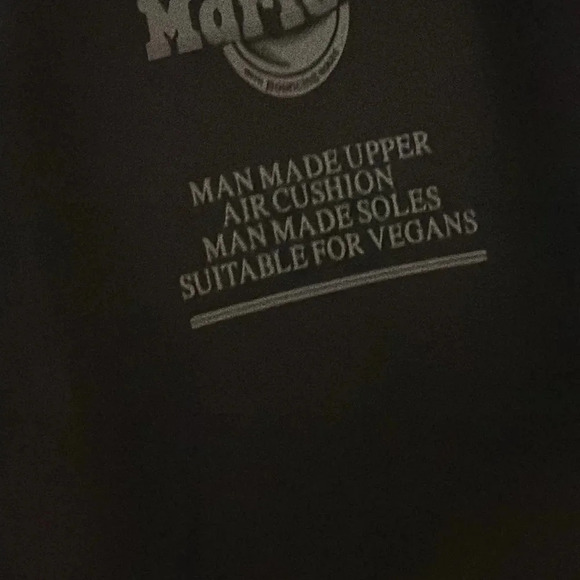 MAN MADE UPPER
AIR CUSHION
MAN MADE SOLES
SUITABLE FOR VEGANS